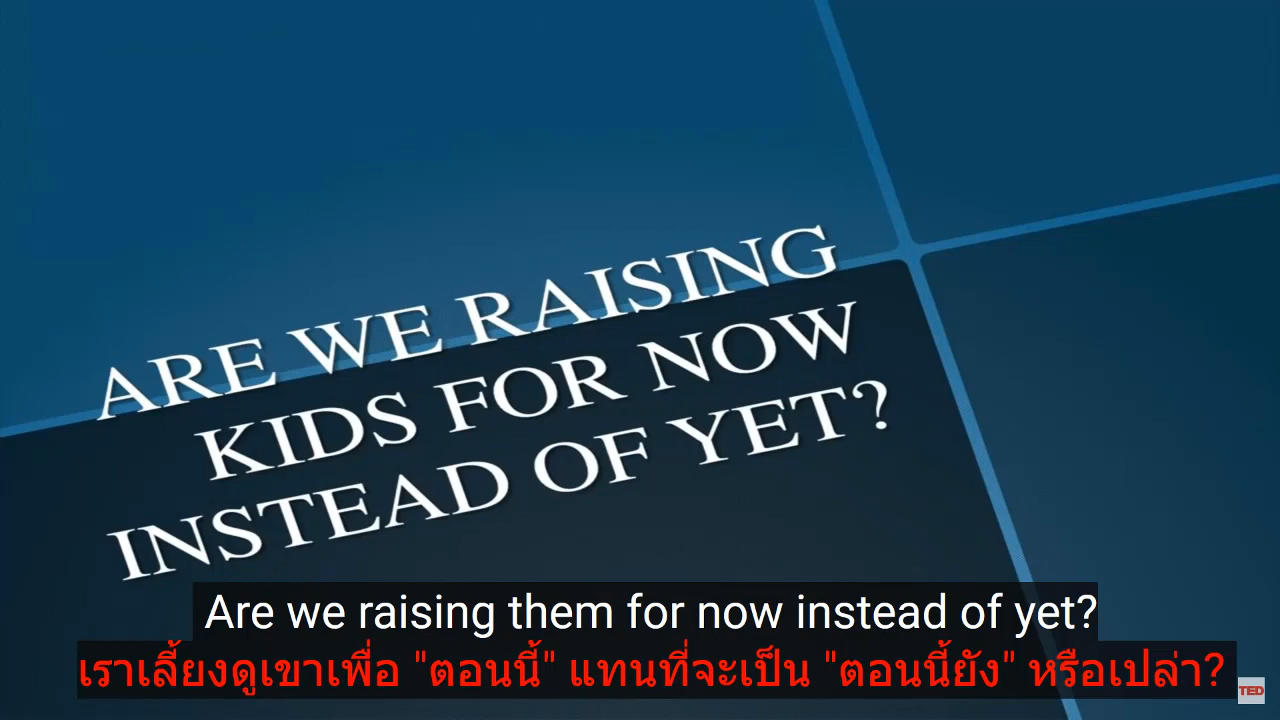 ARE WE RAISING
KIDS FOR NOW
INSTEAD OF YET?
Are we raising them for now instead of yet?
เราเลี้ยงดูเขาเพื่อ "ตอนนี้" แทนที่จะเป็น "ตอนนี้ยัง" หรือเปล่า?
TED